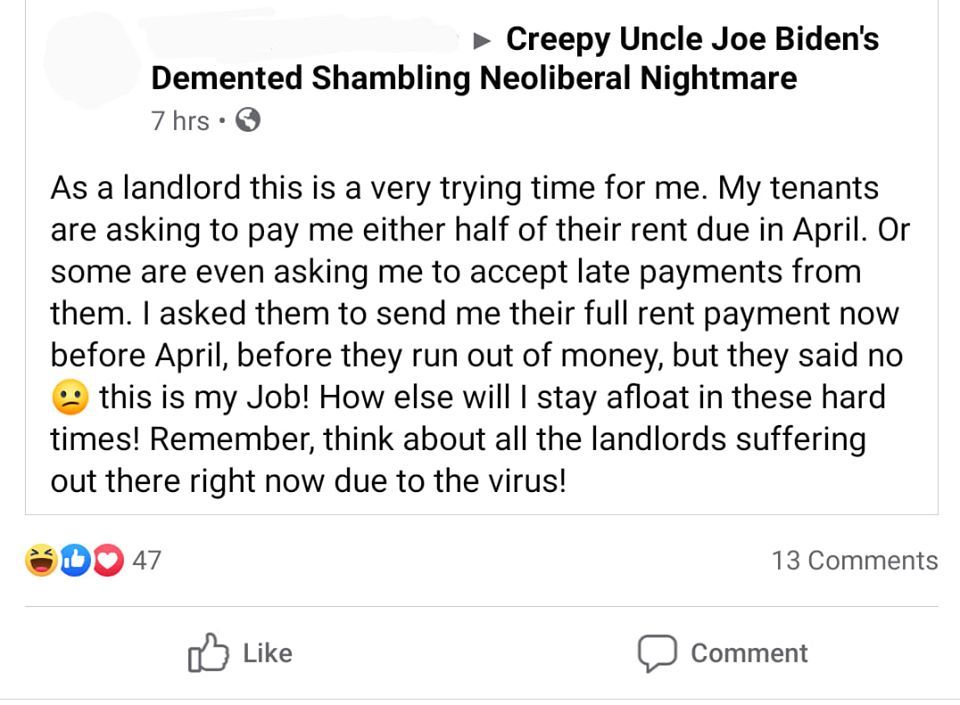 ▸ Creepy Uncle Joe Biden's
Demented Shambling Neoliberal Nightmare
7 hrs •
As a landlord this is a very trying time for me. My tenants
are asking to pay me either half of their rent due in April. Or
some are even asking me to accept late payments from
them. I asked them to send me their full rent payment now
before April, before they run out of money, but they said no
😕 this is my Job! How else will I stay afloat in these hard
times! Remember, think about all the landlords suffering
out there right now due to the virus!
47
13 Comments
Like
Comment